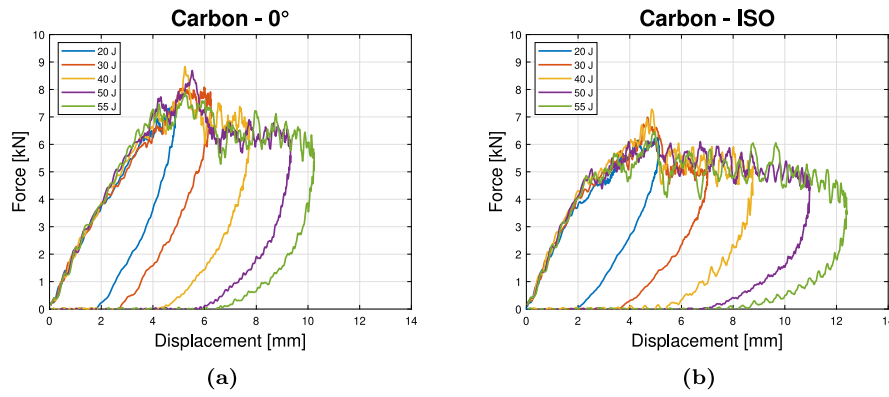 Carbon - 0°
10
9
8
7
6
5
4
3
2
1
0
Force [kN]
20 J
30 J
40 J
50 J
55 J
0 2 4 6 8 10 12 14
Displacement [mm]
(a)
Carbon - ISO
10
9
8
7
6
5
4
3
2
1
0
Force [kN]
20 J
30 J
40 J
50 J
55 J
0 2 4 6 8 10 12 14
Displacement [mm]
(b)